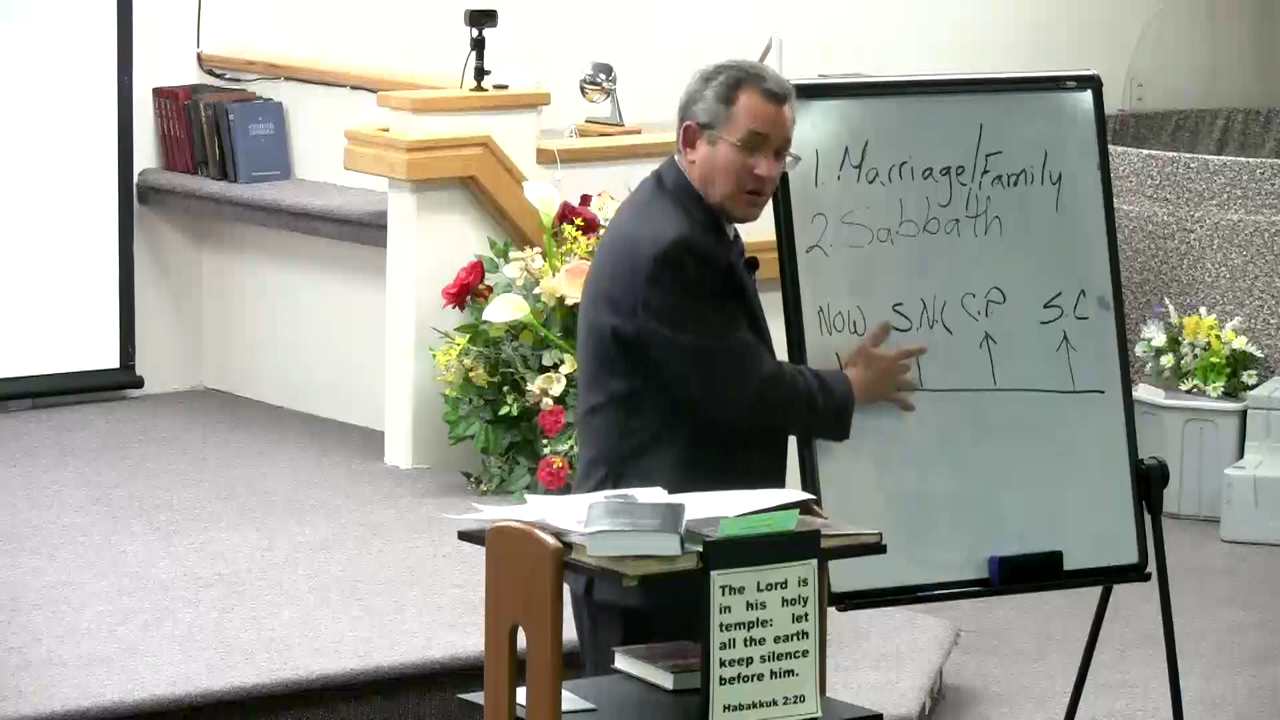 1. Marriage/Family
2. Sabbath
NOW S.N.C C.P S.C
The Lord is
in his holy
temple: let
all the earth
keep silence
before him.
Habakkuk 2:20